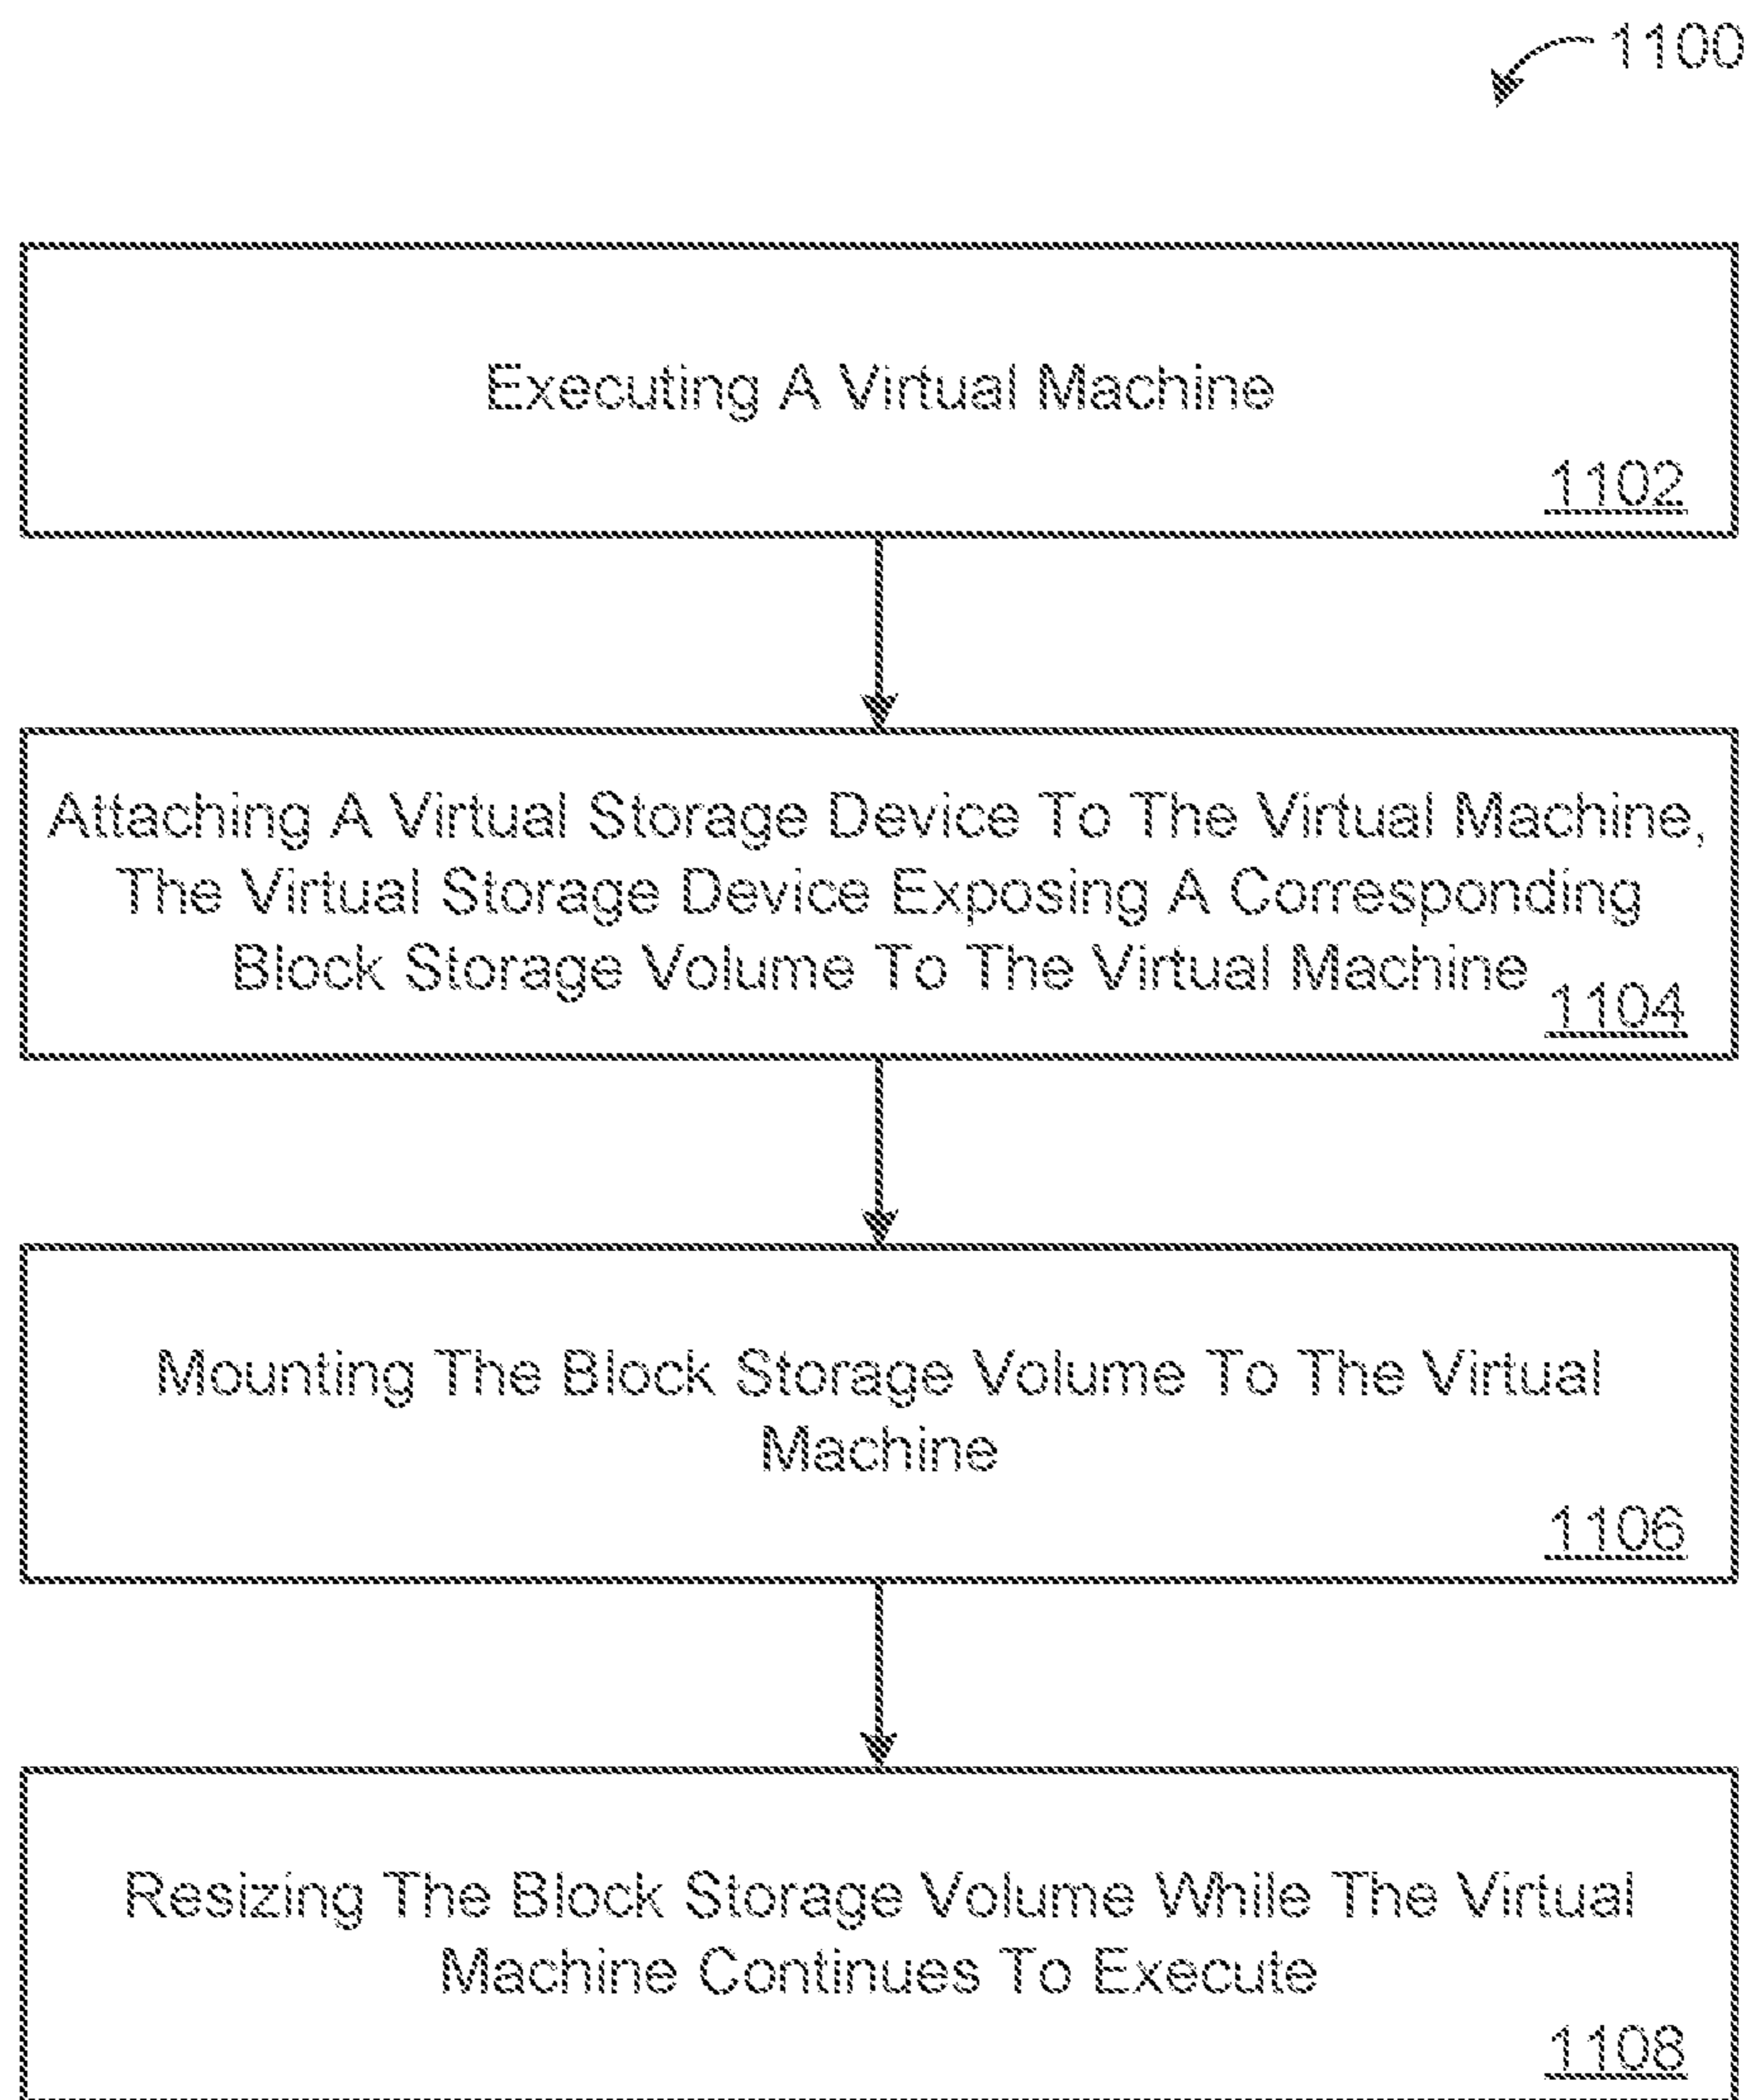 1100
Executing A Virtual Machine
1102
Attaching A Virtual Storage Device To The Virtual Machine,
The Virtual Storage Device Exposing A Corresponding
Block Storage Volume To The Virtual Machine
1104
Mounting The Block Storage Volume To The Virtual
Machine
1106
Resizing The Block Storage Volume While The Virtual
Machine Continues To Execute
1108